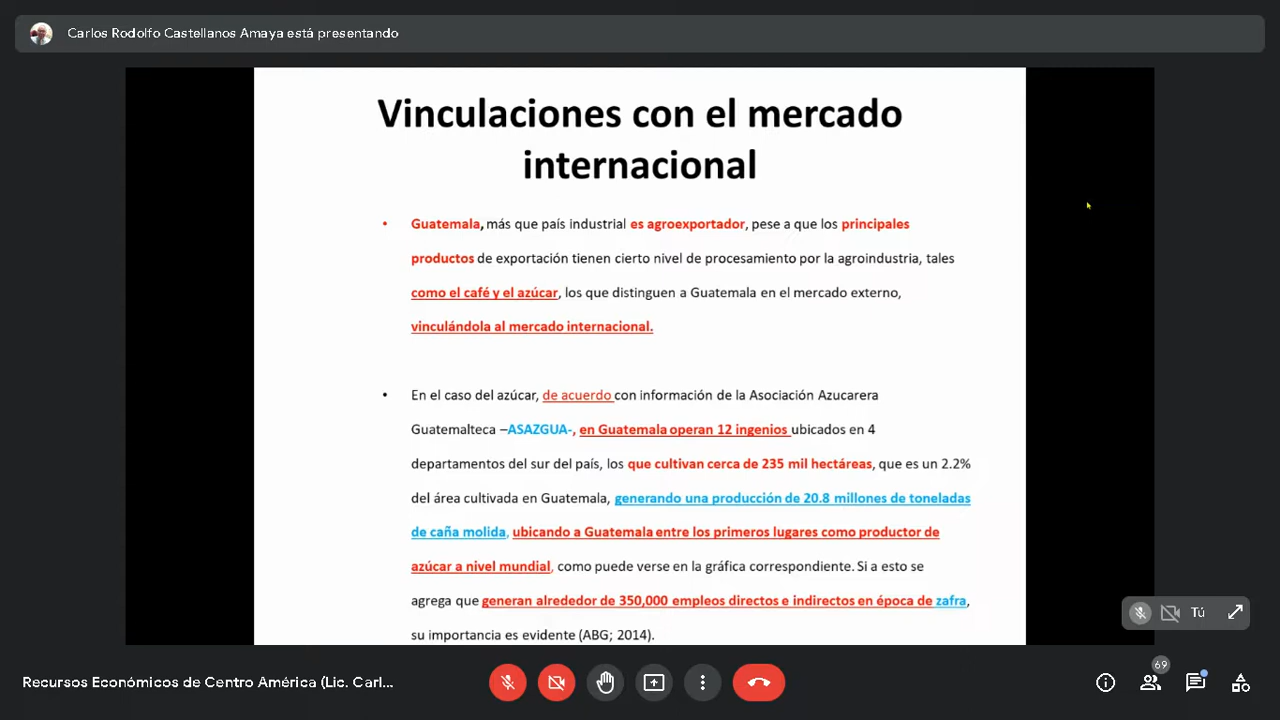 Carlos Rodolfo Castellanos Amaya está presentando
Vinculaciones con el mercado
internacional
• Guatemala, más que país industrial es agroexportador, pese a que los principales
productos de exportación tienen cierto nivel de procesamiento por la agroindustria, tales
como el café y el azúcar, los que distinguen a Guatemala en el mercado externo,
vinculándola al mercado internacional.
• En el caso del azúcar, de acuerdo con información de la Asociación Azucarera
Guatemalteca –ASAZGUA-, en Guatemala operan 12 ingenios ubicados en 4
departamentos del sur del país, los que cultivan cerca de 235 mil hectáreas, que es un 2.2%
del área cultivada en Guatemala, generando una producción de 20.8 millones de toneladas
de caña molida, ubicando a Guatemala entre los primeros lugares como productor de
azúcar a nivel mundial, como puede verse en la gráfica correspondiente. Si a esto se
agrega que generan alrededor de 350,000 empleos directos e indirectos en época de zafra,
su importancia es evidente (ABG; 2014).
Tú
Recursos Económicos de Centro América (Lic. Carl...
69